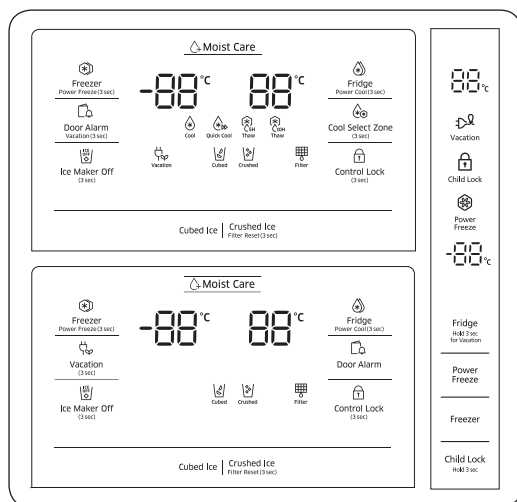 Moist Care
Freezer
Power Freeze (3 sec)
-88 °C
88 °C
Fridge
Power Cool (3 sec)
Door Alarm
Vacation (3 sec)
Cool
Quick Cool
5H
Thaw
10H
Thaw
Cool Select Zone
(3 sec)
ICE
OFF
Ice Maker Off
(3 sec)
Vacation
Cubed
Crushed
Filter
Control Lock
(3 sec)
Cubed Ice | Crushed Ice
Filter Reset (3 sec)
Moist Care
Freezer
Power Freeze (3 sec)
-88 °C
88 °C
Fridge
Power Cool (3 sec)
Vacation
(3 sec)
Door Alarm
ICE
OFF
Ice Maker Off
(3 sec)
Cubed
Crushed
Filter
Control Lock
(3 sec)
Cubed Ice | Crushed Ice
Filter Reset (3 sec)
88 °C
Vacation
Child Lock
Power
Freeze
-88 °C
Fridge
Hold 3 sec
for Vacation
Power
Freeze
Freezer
Child Lock
Hold 3 sec